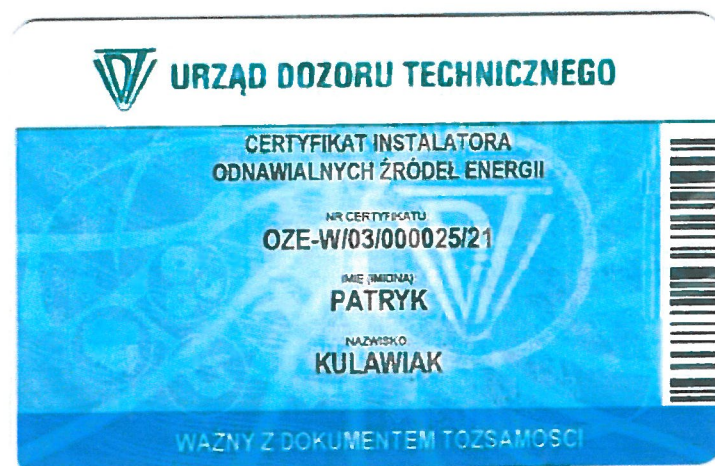 UDT URZĄD DOZORU TECHNICZNEGO
CERTYFIKAT INSTALATORA
ODNAWIALNYCH ŹRÓDEŁ ENERGII
NR CERTYFIKATU
OZE-W/03/000025/21
IMIĘ (IMIONA):
PATRYK
NAZWISKO:
KULAWIAK
WAŻNY Z DOKUMENTEM TOŻSAMOŚCI